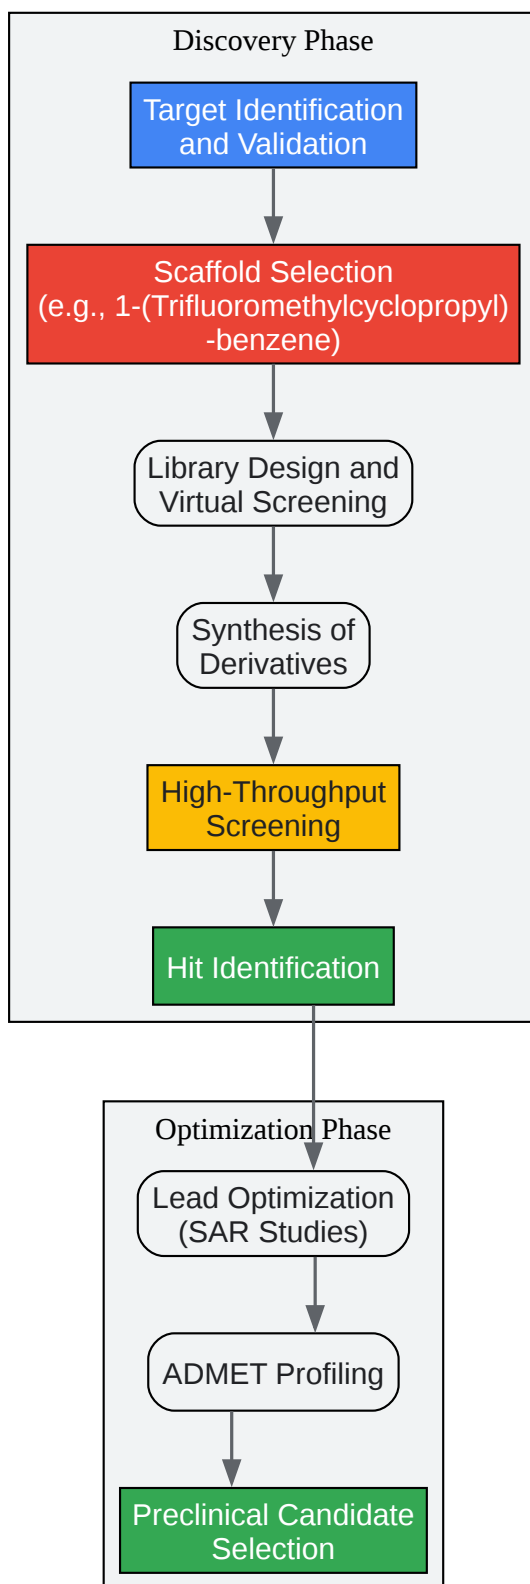 Discovery Phase
Target Identification
and Validation
Scaffold Selection
(e.g., 1-(Trifluoromethylcyclopropyl)
-benzene)
Library Design and
Virtual Screening
Synthesis of
Derivatives
High-Throughput
Screening
Hit Identification
Optimization Phase
Lead Optimization
(SAR Studies)
ADMET Profiling
Preclinical Candidate
Selection